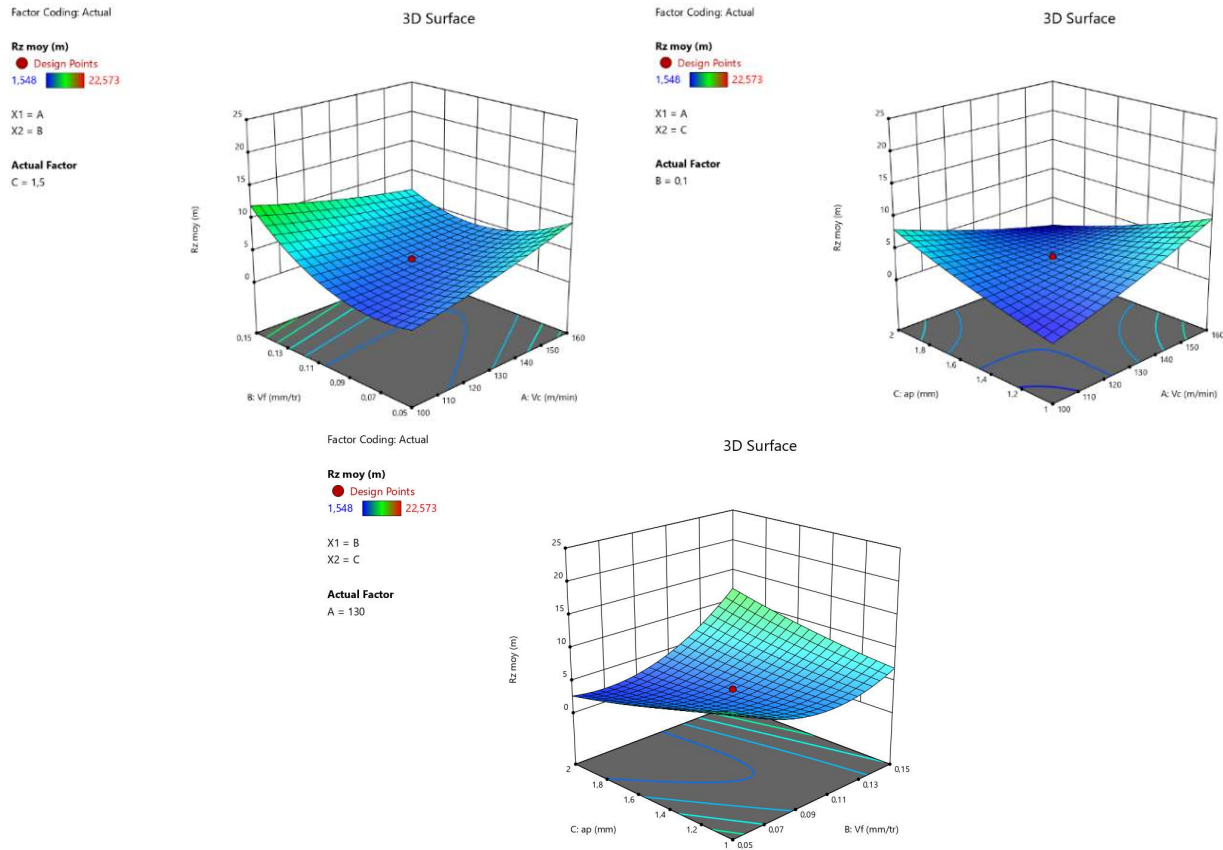 Factor Coding: Actual
3D Surface
Rz moy (m)
Design Points
1,548 22,573
X1 = A
X2 = B
Actual Factor
C = 1,5
25
20
15
10
5
0
Rz moy (m)
0,15
0,13
0,11
0,09
0,07
0,05
B: Vf (mm/tr)
100
110
120
130
140
150
160
A: Vc (m/min)
Factor Coding: Actual
3D Surface
Rz moy (m)
Design Points
1,548 22,573
X1 = A
X2 = C
Actual Factor
B = 0,1
25
20
15
10
5
0
Rz moy (m)
2
1,8
1,6
1,4
1,2
1
C: ap (mm)
100
110
120
130
140
150
160
A: Vc (m/min)
Factor Coding: Actual
3D Surface
Rz moy (m)
Design Points
1,548 22,573
X1 = B
X2 = C
Actual Factor
A = 130
25
20
15
10
5
0
Rz moy (m)
2
1,8
1,6
1,4
1,2
1
C: ap (mm)
0,05
0,07
0,09
0,11
0,13
0,15
B: Vf (mm/tr)